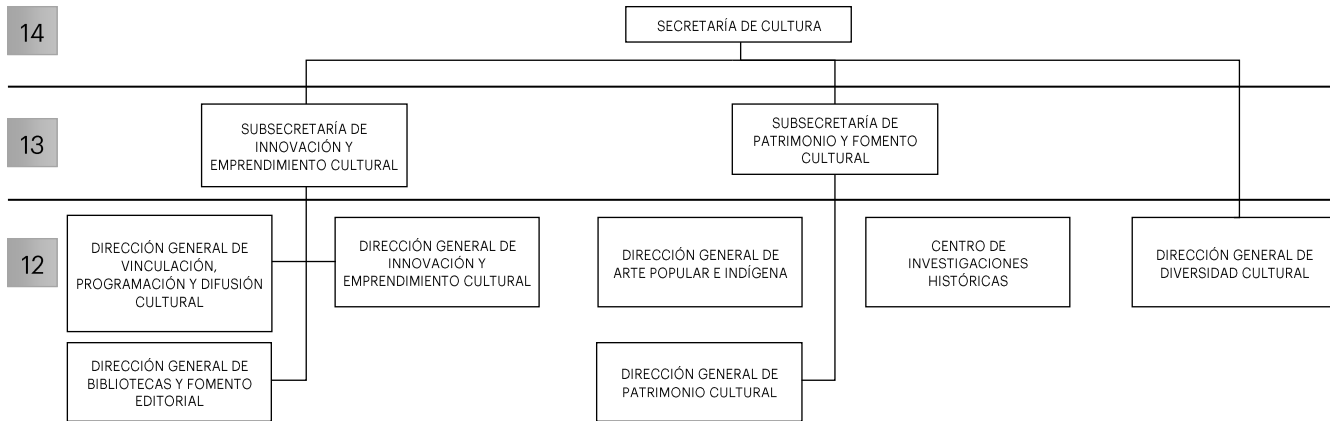 14
SECRETARÍA DE CULTURA
13
SUBSECRETARÍA DE
INNOVACIÓN Y
EMPRENDIMIENTO CULTURAL
SUBSECRETARÍA DE
PATRIMONIO Y FOMENTO
CULTURAL
12
DIRECCIÓN GENERAL DE
VINCULACIÓN,
PROGRAMACIÓN Y DIFUSIÓN
CULTURAL
DIRECCIÓN GENERAL DE
INNOVACIÓN Y
EMPRENDIMIENTO CULTURAL
DIRECCIÓN GENERAL DE
ARTE POPULAR E INDÍGENA
CENTRO DE
INVESTIGACIONES
HISTÓRICAS
DIRECCIÓN GENERAL DE
DIVERSIDAD CULTURAL
DIRECCIÓN GENERAL DE
BIBLIOTECAS Y FOMENTO
EDITORIAL
DIRECCIÓN GENERAL DE
PATRIMONIO CULTURAL